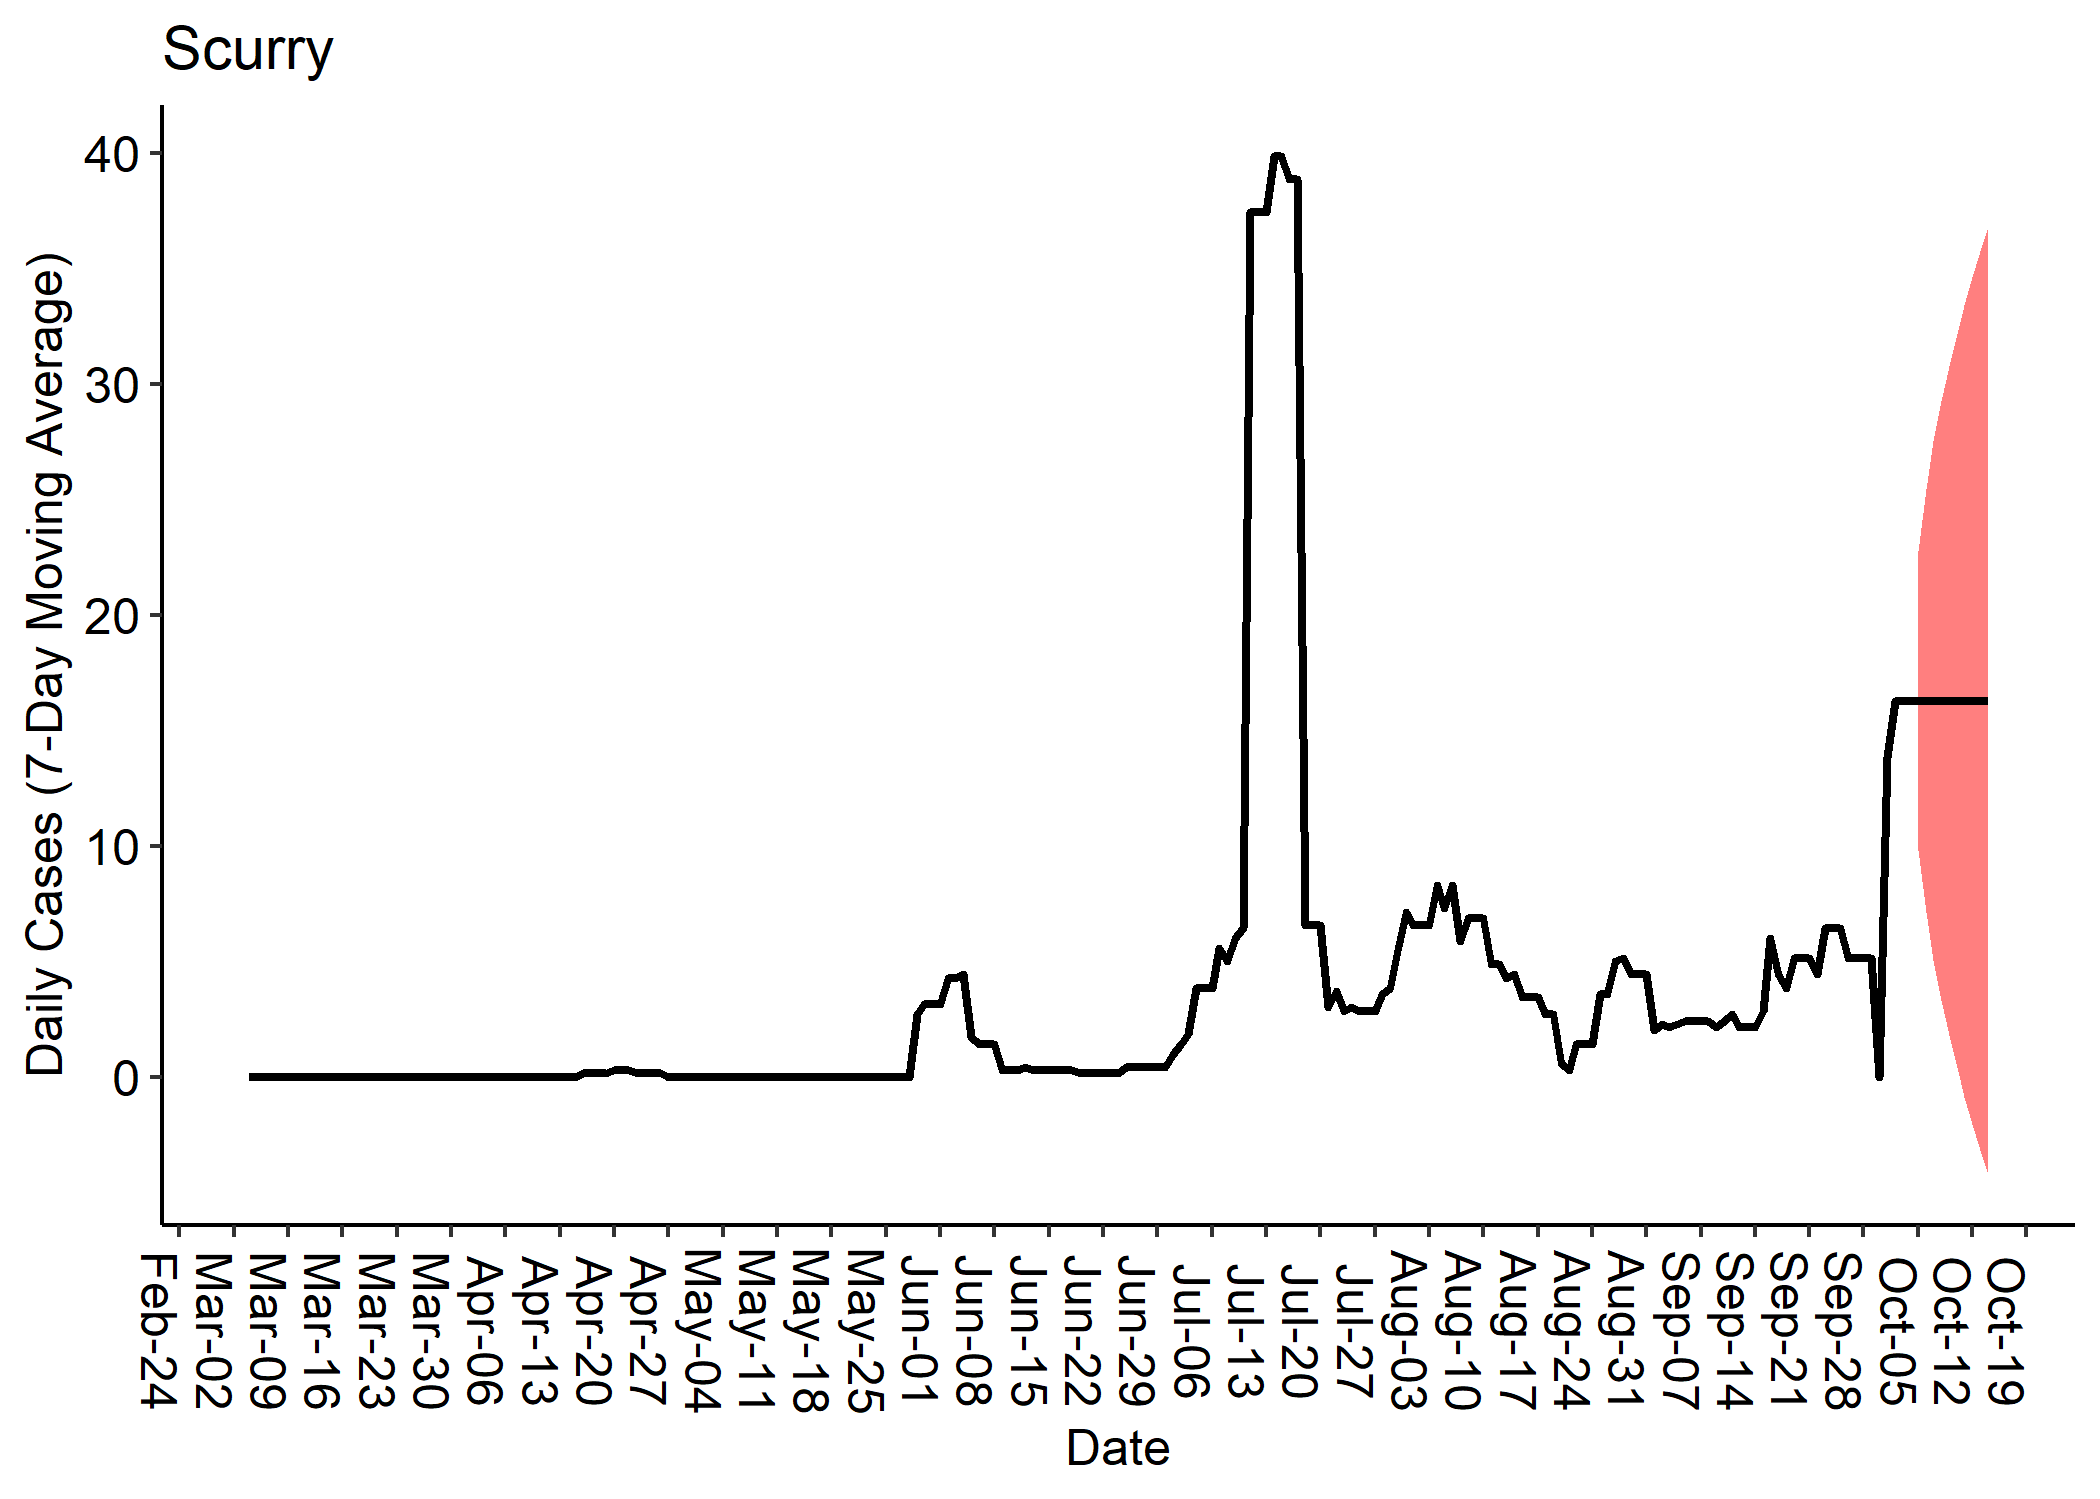 Scurry
Daily Cases (7-Day Moving Average)
40
30
20
10
0
Feb-24
Mar-02
Mar-09
Mar-16
Mar-23
Mar-30
Apr-06
Apr-13
Apr-20
Apr-27
May-04
May-11
May-18
May-25
Jun-01
Jun-08
Jun-15
Jun-22
Jun-29
Jul-06
Jul-13
Jul-20
Jul-27
Aug-03
Aug-10
Aug-17
Aug-24
Aug-31
Sep-07
Sep-14
Sep-21
Sep-28
Oct-05
Oct-12
Oct-19
Date